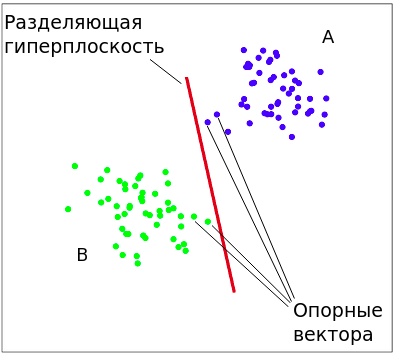 Разделяющая
гиперплоскость
A
B
Опорные
вектора